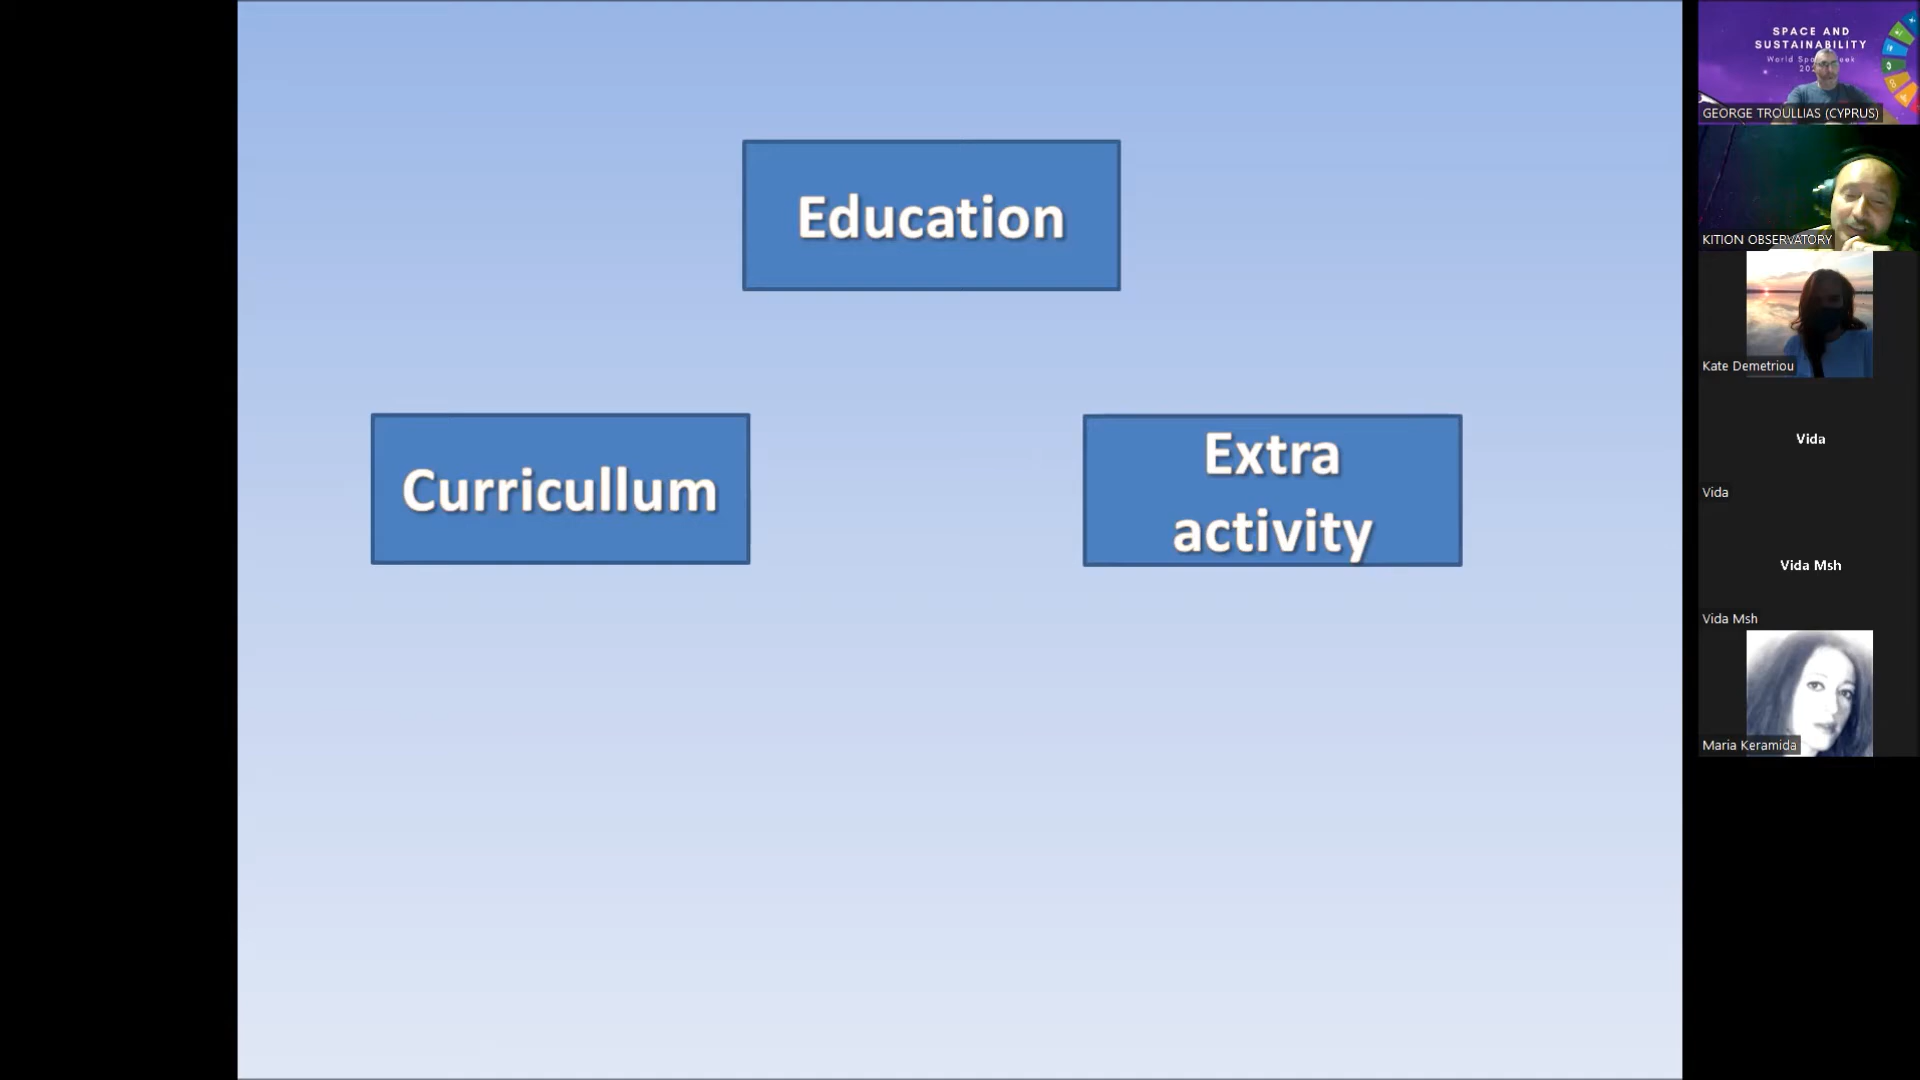 Education
Curricullum
Extra
activity
SPACE AND
SUSTAINABILITY
GEORGE TROULLIAS (CYPRUS)
KITION OBSERVATORY
Kate Demetriou
Vida
Vida
Vida Msh
Vida Msh
Maria Keramida